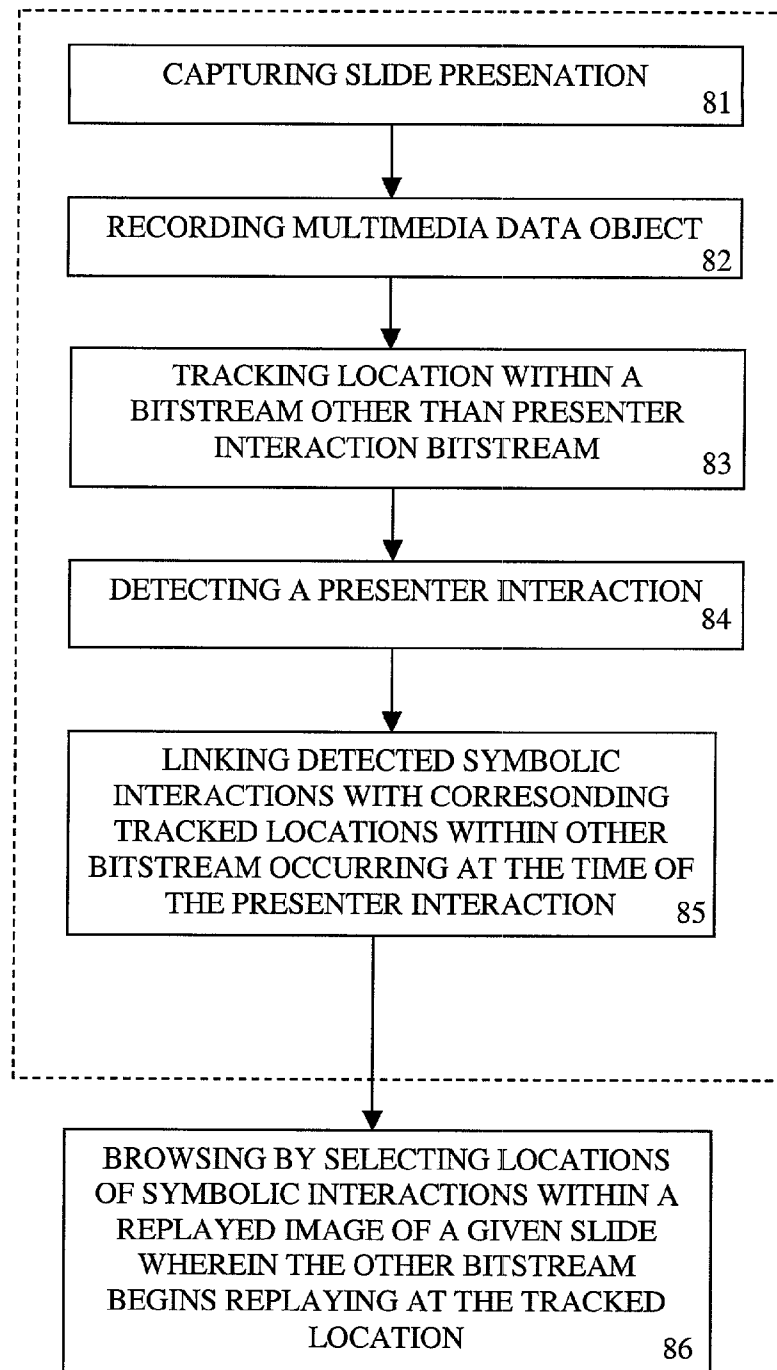 CAPTURING SLIDE PRESENATION
81
RECORDING MULTIMEDIA DATA OBJECT
82
TRACKING LOCATION WITHIN A
BITSTREAM OTHER THAN PRESENTER
INTERACTION BITSTREAM
83
DETECTING A PRESENTER INTERACTION
84
LINKING DETECTED SYMBOLIC
INTERACTIONS WITH CORRESONDING
TRACKED LOCATIONS WITHIN OTHER
BITSTREAM OCCURRING AT THE TIME OF
THE PRESENTER INTERACTION
85
BROWSING BY SELECTING LOCATIONS
OF SYMBOLIC INTERACTIONS WITHIN A
REPLAYED IMAGE OF A GIVEN SLIDE
WHEREIN THE OTHER BITSTREAM
BEGINS REPLAYING AT THE TRACKED
LOCATION
86